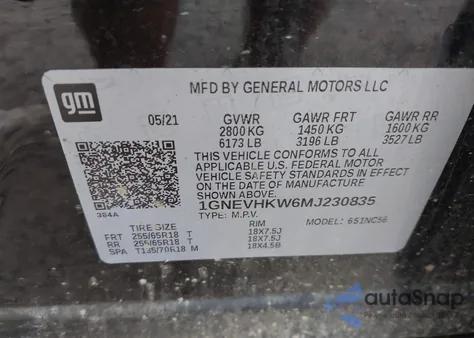 gm
MFD BY GENERAL MOTORS LLC
05/21 GVWR GAWR FRT GAWR RR
2800 KG 1450 KG 1600 KG
6173 LB 3196 LB 3527 LB
THIS VEHICLE CONFORMS TO ALL
APPLICABLE U.S. FEDERAL MOTOR
VEHICLE SAFETY STANDARDS IN EFFECT
ON THE DATE OF MANUFACTURE SHOWN ABOVE.
1GNEVHKW6MJ230835
TYPE: M.P.V. MODEL: 6S1NC56
384A
TIRE SIZE RIM
FRT 255/65R18 T 18X7.5J
RR 255/65R18 T 18X7.5J
SPA T135/70R18 M 18X4.5B
autoSnap